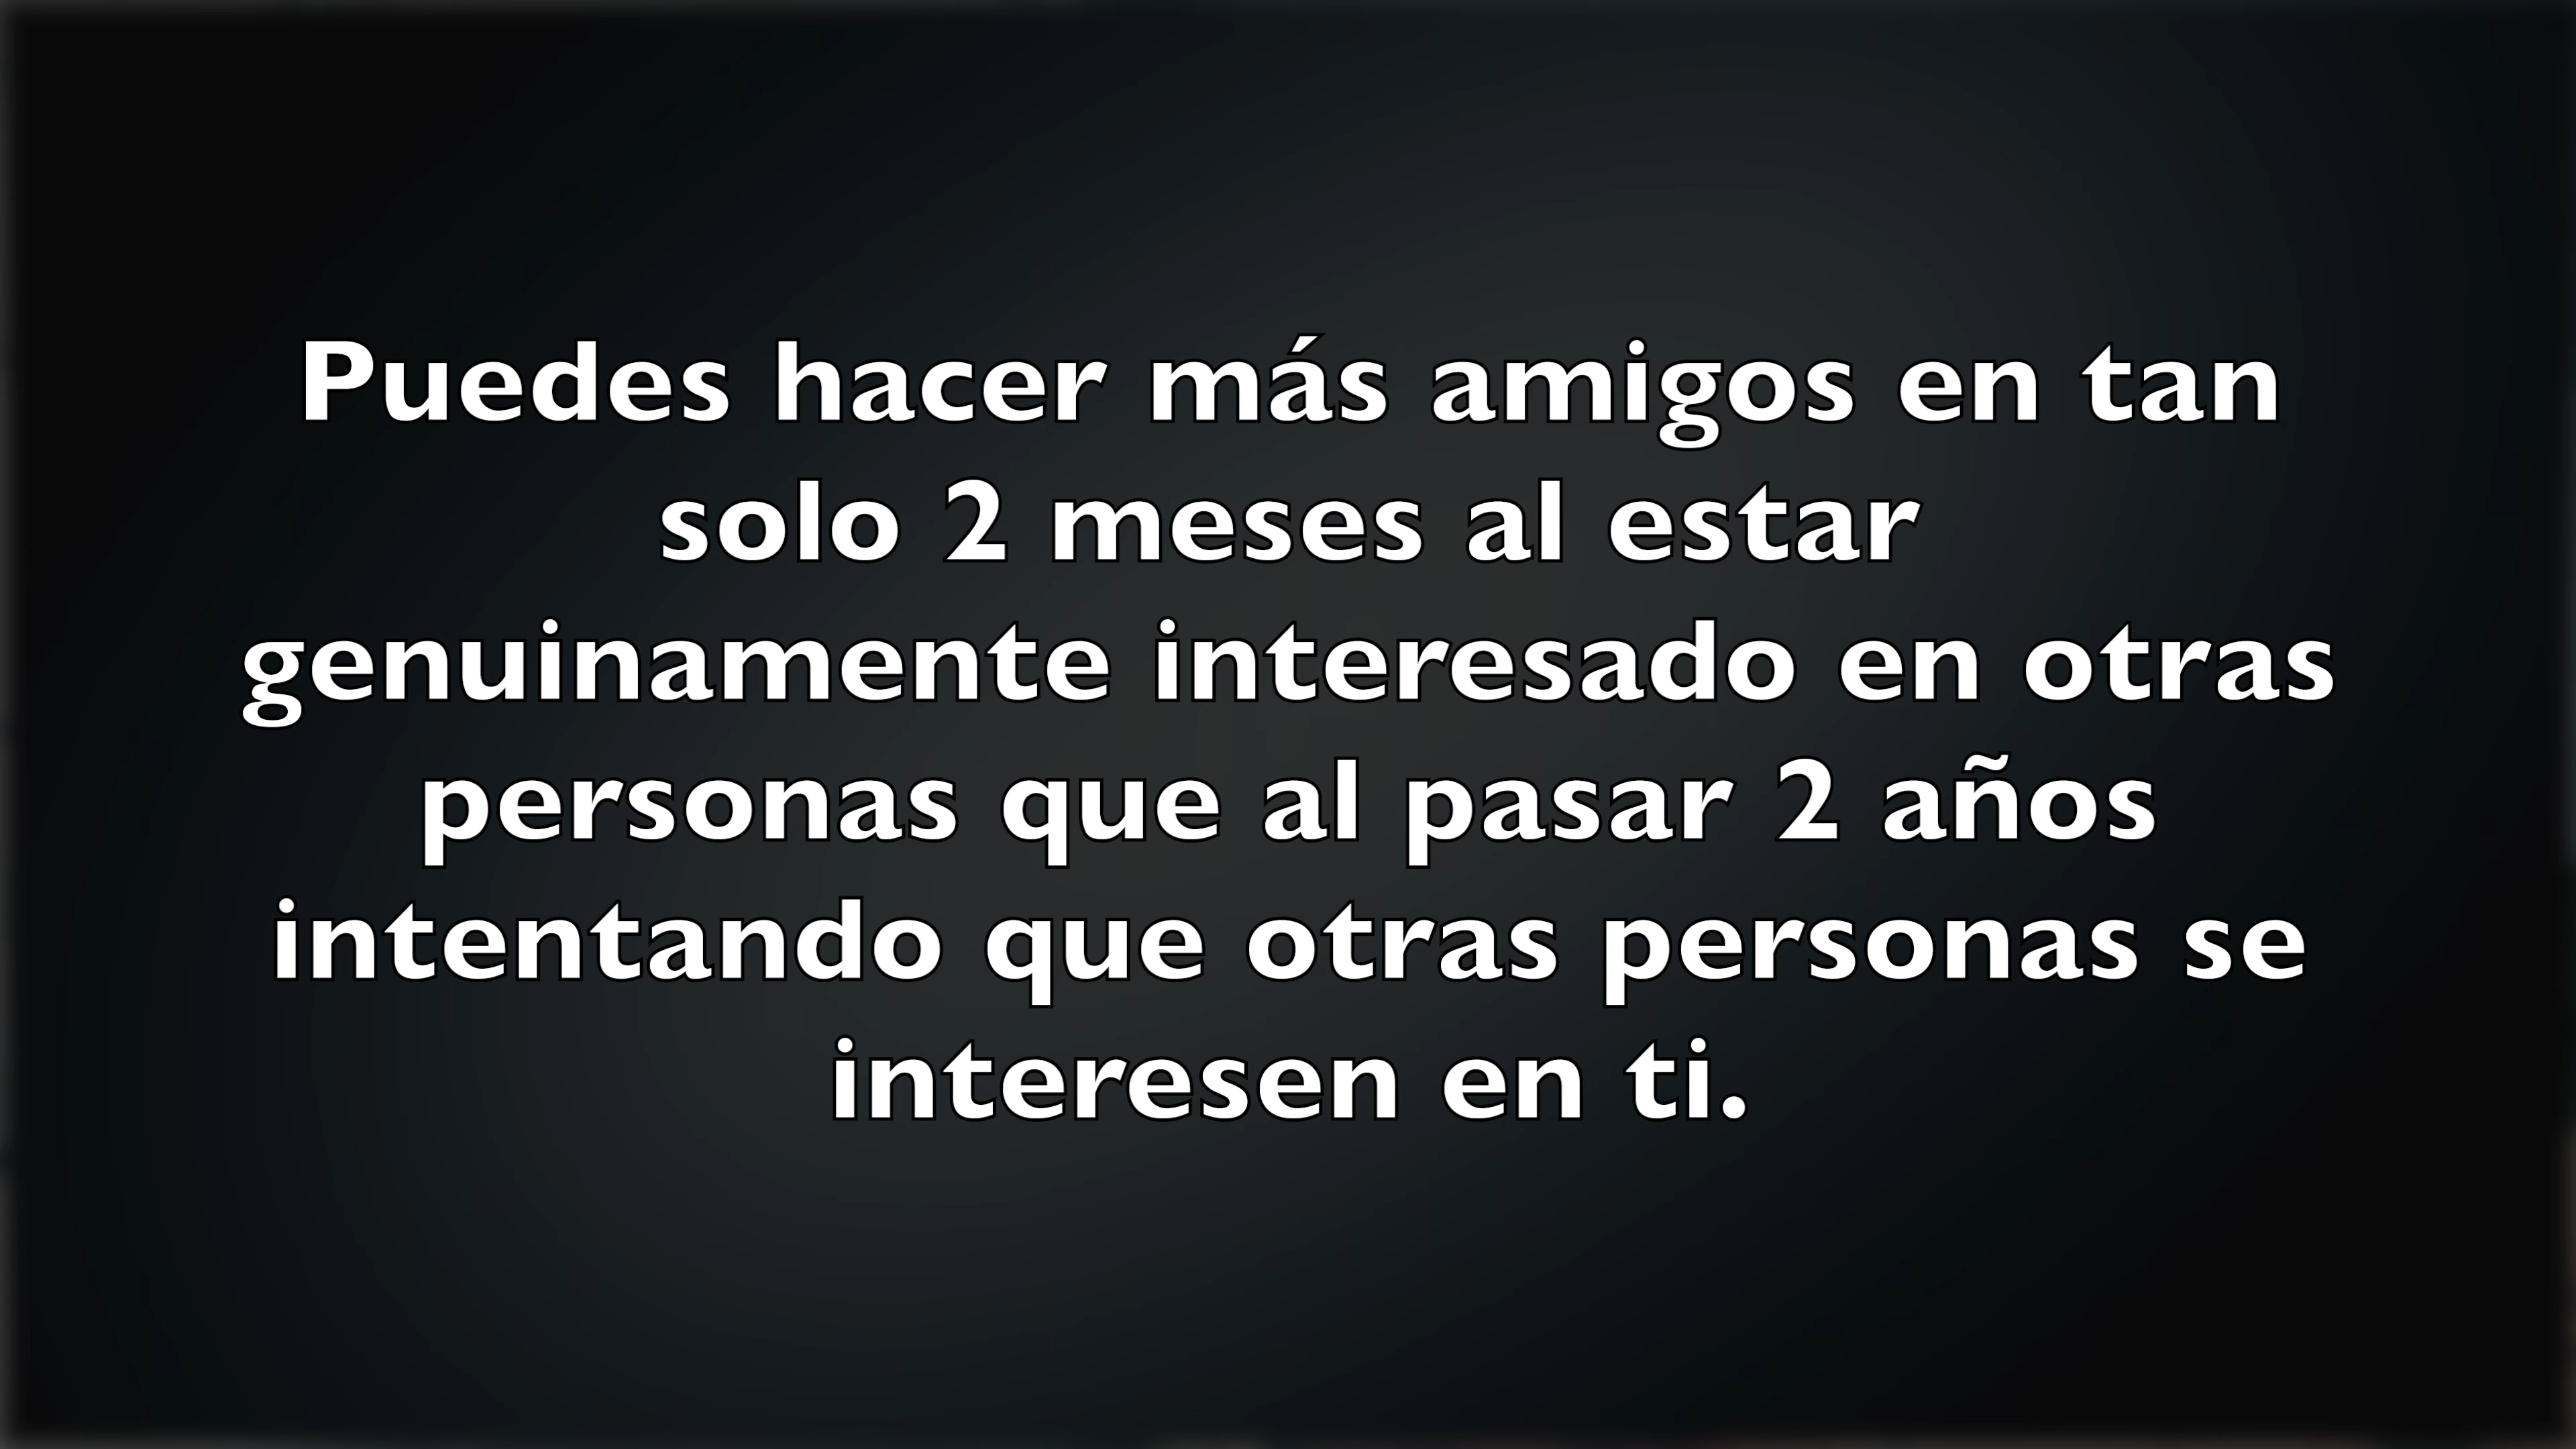 Puedes hacer más amigos en tan
solo 2 meses al estar
genuinamente interesado en otras
personas que al pasar 2 años
intentando que otras personas se
interesen en ti.